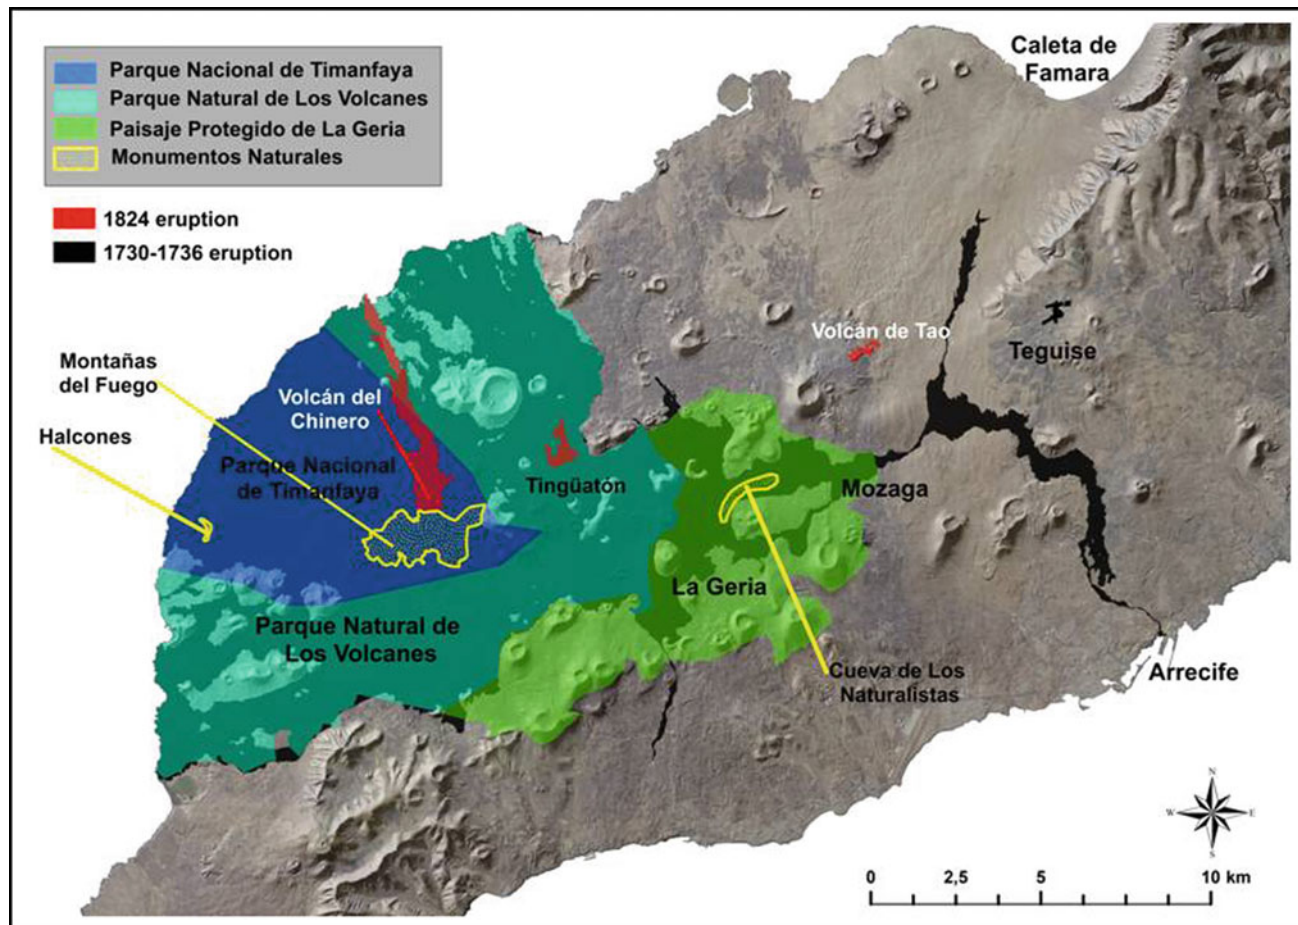 Parque Nacional de Timanfaya
Parque Natural de Los Volcanes
Paisaje Protegido de La Geria
Monumentos Naturales
1824 eruption
1730-1736 eruption
Caleta de
Famara
Montañas
del Fuego
Halcones
Volcán del
Chinero
Parque Nacional
de Timanfaya
Tingüatón
Volcán de Tao
Teguise
Mozaga
La Geria
Parque Natural de
Los Volcanes
Cueva de Los
Naturalistas
Arrecife
N
W
E
S
0
2,5
5
10 km